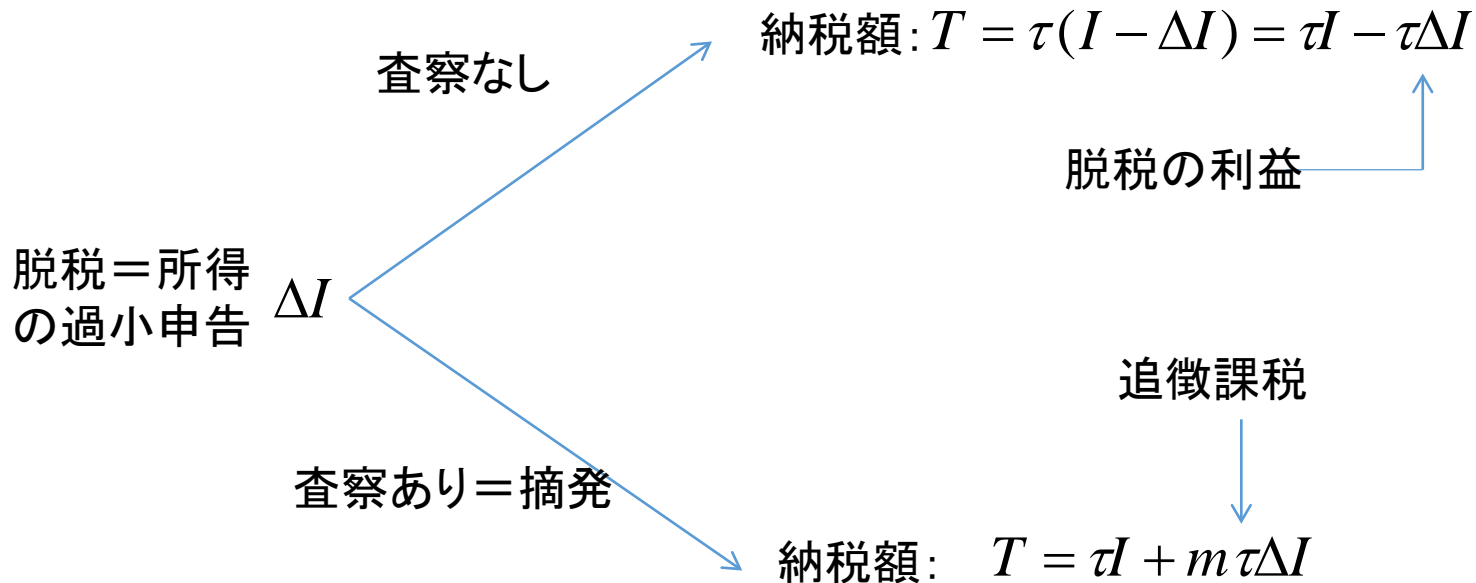 納税額：T = τ(I − ΔI) = τI − τΔI
査察なし
脱税の利益
脱税＝所得
の過小申告 ΔI
追徴課税
査察あり＝摘発
納税額： T = τI + mτΔI